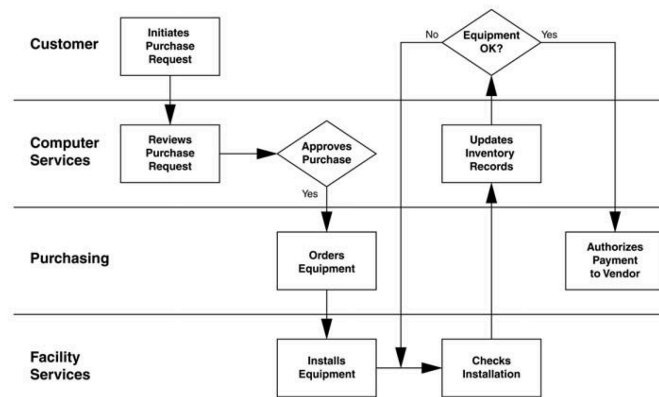 Customer
Initiates
Purchase
Request
No
Equipment
OK?
Yes
Computer
Services
Reviews
Purchase
Request
Approves
Purchase
Yes
Updates
Inventory
Records
Purchasing
Orders
Equipment
Authorizes
Payment
to Vendor
Facility
Services
Installs
Equipment
Checks
Installation